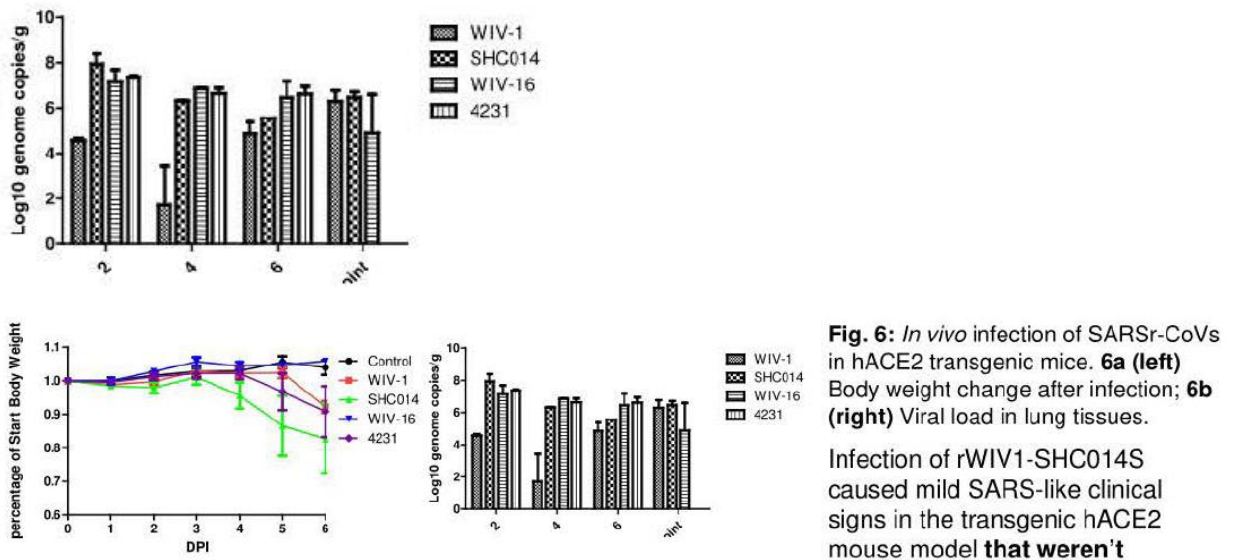 10
8
6
4
2
0
Log10 genome copies/g
2
4
6
oint
WIV-1
SHC014
WIV-16
4231
percentage of Start Body Weight
1.1
1.0
0.9
0.8
0.7
0.6
0 1 2 3 4 5 6
DPI
Control
WIV-1
SHC014
WIV-16
4231
Log10 genome copies/g
10
8
6
4
2
0
2
4
6
oint
WIV-1
SHC014
WIV-16
4231
Fig. 6: In vivo infection of SARSr-CoVs
in hACE2 transgenic mice. 6a (left)
Body weight change after infection; 6b
(right) Viral load in lung tissues.
Infection of rWIV1-SHC014S
caused mild SARS-like clinical
signs in the transgenic hACE2
mouse model that weren't